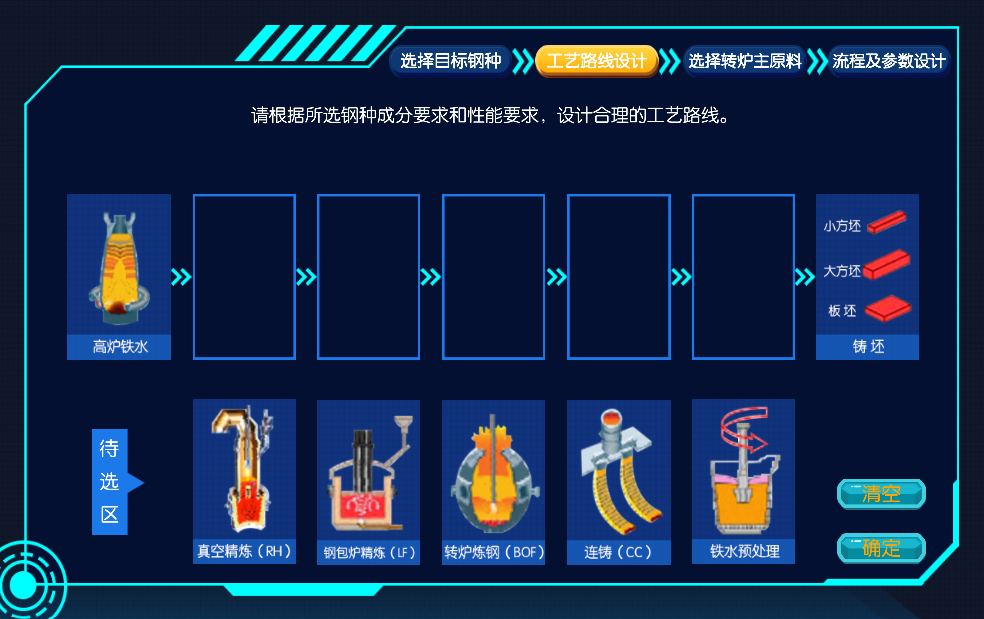 选择目标钢种
工艺路线设计
选择转炉主原料
流程及参数设计
请根据所选钢种成分要求和性能要求，设计合理的工艺路线。
高炉铁水
小方坯
大方坯
板 坯
铸 坯
待选区
真空精炼（RH）
钢包炉精炼（LF）
转炉炼钢（BOF）
连铸（CC）
铁水预处理
清空
确定